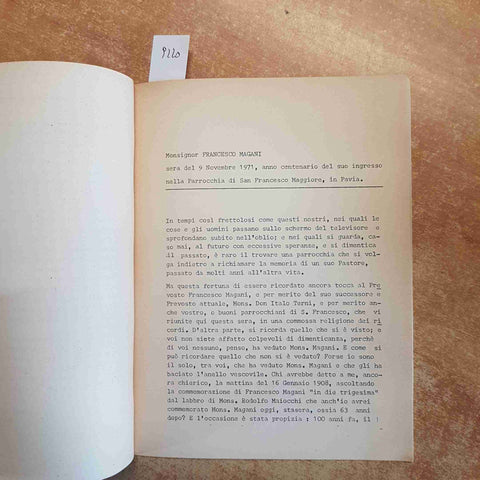 9220
Monsignor FRANCESCO MAGANI
sera del 9 Novembre 1971, anno centenario del suo ingresso
nella Parrocchia di San Francesco Maggiore, in Pavia.
In tempi così frettolosi come questi nostri, nei quali le
cose e gli uomini passano sullo schermo del televisore e
sprofondano subito nell'oblio; e nei quali si guarda, ca=
so mai, al futuro con eccessive speranze, e si dimentica
il passato, è raro il trovare una parrocchia che si vol=
ga indietro a richiamare la memoria di un suo Pastore,
passato da molti anni all'altra vita.
Ma questa fortuna di essere ricordato ancora tocca al Pre
vosto Francesco Magani, e per merito del suo successore e
Prevosto attuale, Mons. Don Italo Turni, e per merito an=
che vostro, o buoni parrocchiani di S. Francesco, che vi
riunite qui questa sera, in una commossa religione dei ri
cordi. D'altra parte, si ricorda quello che si è visto; e
voi non siete affatto colpevoli di dimenticanza, perchè
di voi nessuno, penso, ha veduto Mons. Magani. E come si
può ricordare quello che non si è veduto? Forse io sono
il solo, tra voi, che ha veduto Mons. Magani e che gli ha
baciato l'anello vescovile. Chi avrebbe detto a me, anco=
ra chierico, la mattina del 16 Gennaio 1908, ascoltando
la commemorazione di Francesco Magani "in die trigesima"
dal labbro di Mons. Rodolfo Maiocchi che anch'io avrei
commemorato Mons. Magani oggi, stasera, ossia 63 anni
dopo? E l'occasione è stata propizia : 100 anni fa, il 1